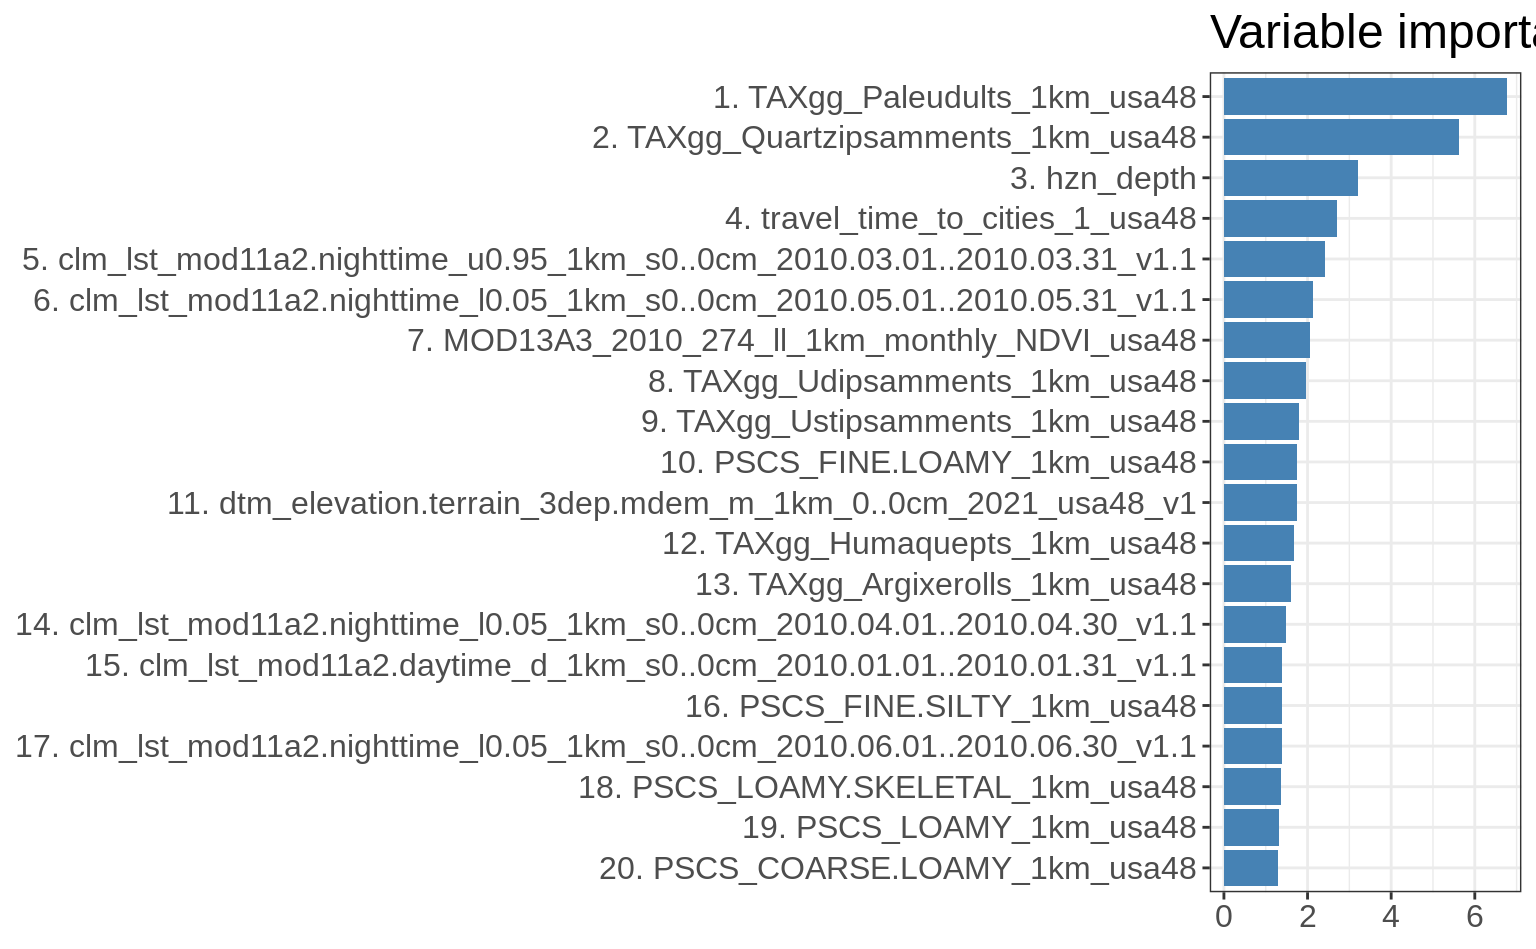 Variable importa
1. TAXgg_Paleudults_1km_usa48
2. TAXgg_Quartzipsamments_1km_usa48
3. hzn_depth
4. travel_time_to_cities_1_usa48
5. clm_lst_mod11a2.nighttime_u0.95_1km_s0..0cm_2010.03.01..2010.03.31_v1.1
6. clm_lst_mod11a2.nighttime_l0.05_1km_s0..0cm_2010.05.01..2010.05.31_v1.1
7. MOD13A3_2010_274_ll_1km_monthly_NDVI_usa48
8. TAXgg_Udipsamments_1km_usa48
9. TAXgg_Ustipsamments_1km_usa48
10. PSCS_FINE.LOAMY_1km_usa48
11. dtm_elevation.terrain_3dep.mdem_m_1km_0..0cm_2021_usa48_v1
12. TAXgg_Humaquepts_1km_usa48
13. TAXgg_Argixerolls_1km_usa48
14. clm_lst_mod11a2.nighttime_l0.05_1km_s0..0cm_2010.04.01..2010.04.30_v1.1
15. clm_lst_mod11a2.daytime_d_1km_s0..0cm_2010.01.01..2010.01.31_v1.1
16. PSCS_FINE.SILTY_1km_usa48
17. clm_lst_mod11a2.nighttime_l0.05_1km_s0..0cm_2010.06.01..2010.06.30_v1.1
18. PSCS_LOAMY.SKELETAL_1km_usa48
19. PSCS_LOAMY_1km_usa48
20. PSCS_COARSE.LOAMY_1km_usa48
0 2 4 6